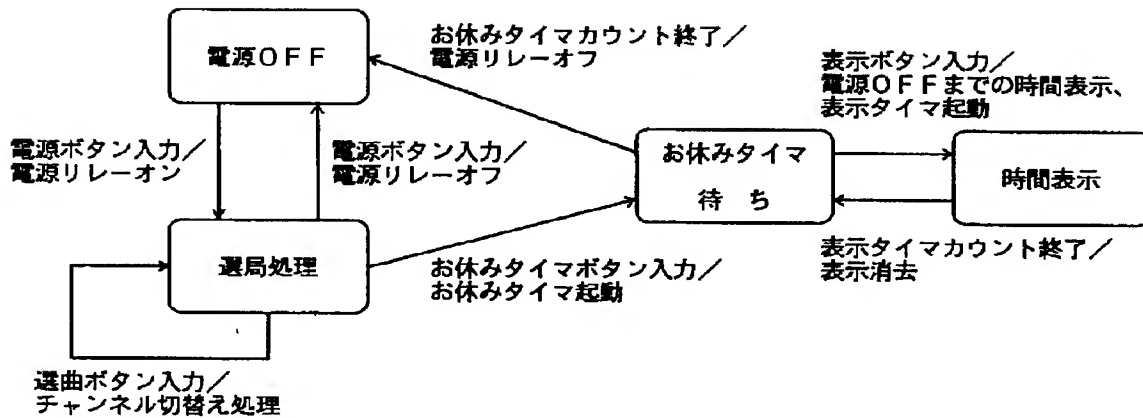 電源OFF
お休みタイマカウント終了／
電源リレーオフ
表示ボタン入力／
電源OFFまでの時間表示、
表示タイマ起動
電源ボタン入力／
電源リレーオン
電源ボタン入力／
電源リレーオフ
お休みタイマ
待ち
時間表示
選局処理
お休みタイマボタン入力／
お休みタイマ起動
表示タイマカウント終了／
表示消去
選曲ボタン入力／
チャンネル切替え処理